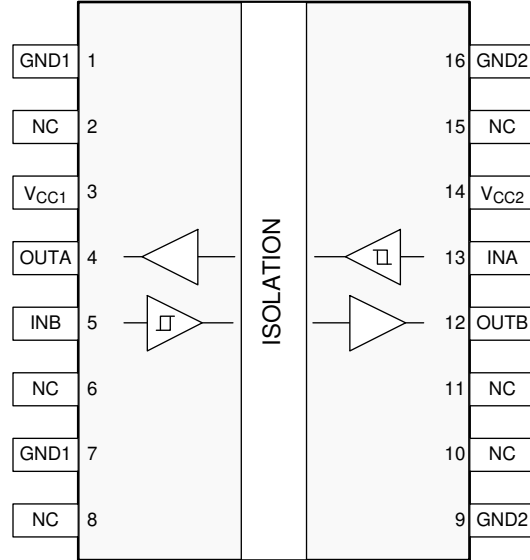 GND1 1 16 GND2
NC 2 15 NC
VCC1 3 14 VCC2
OUTA 4 13 INA
INB 5 12 OUTB
NC 6 11 NC
GND1 7 10 NC
NC 8 9 GND2
ISOLATION